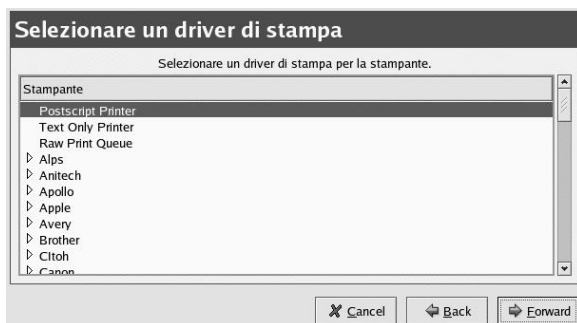 Selezionare un driver di stampa
Selezionare un driver di stampa per la stampante.
Stampante
Postscript Printer
Text Only Printer
Raw Print Queue
Alps
Anitech
Apollo
Apple
Avery
Brother
CItoh
Canon
Cancel
Back
Forward